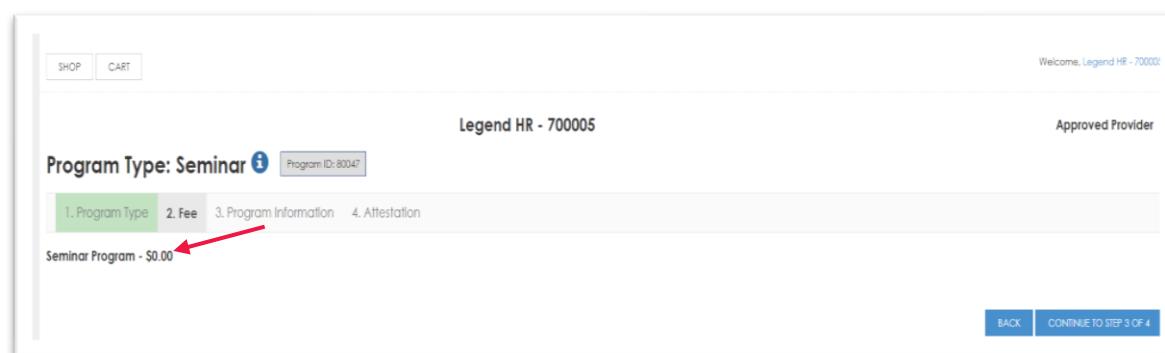 SHOP CART Welcome, Legend HR - 70000
Legend HR - 700005 Approved Provider
Program Type: Seminar Program ID: 80047
1. Program Type 2. Fee 3. Program Information 4. Attestation
Seminar Program - $0.00
BACK CONTINUE TO STEP 3 OF 4